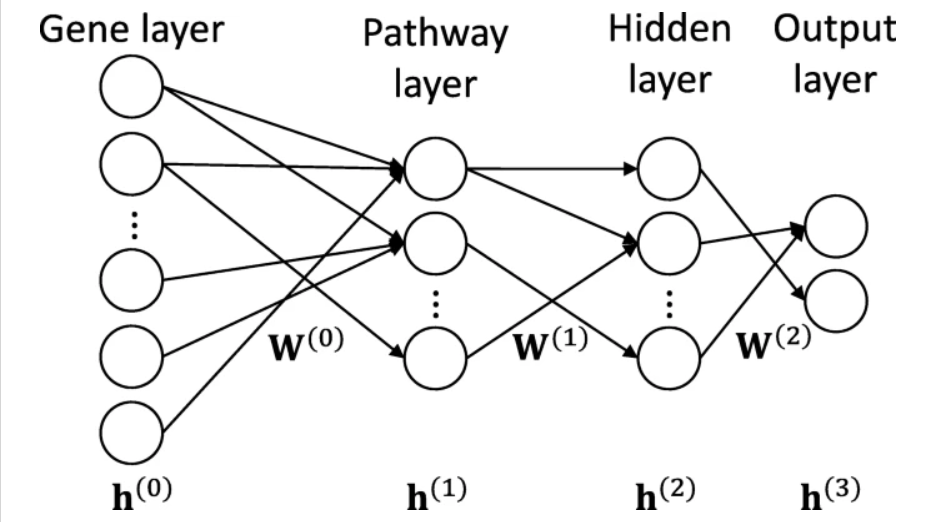 Gene layer
Pathway
layer
Hidden
layer
Output
layer
⋮
⋮
⋮
𝐖⁽⁰⁾
𝐖⁽¹⁾
𝐖⁽²⁾
𝐡⁽⁰⁾
𝐡⁽¹⁾
𝐡⁽²⁾
𝐡⁽³⁾